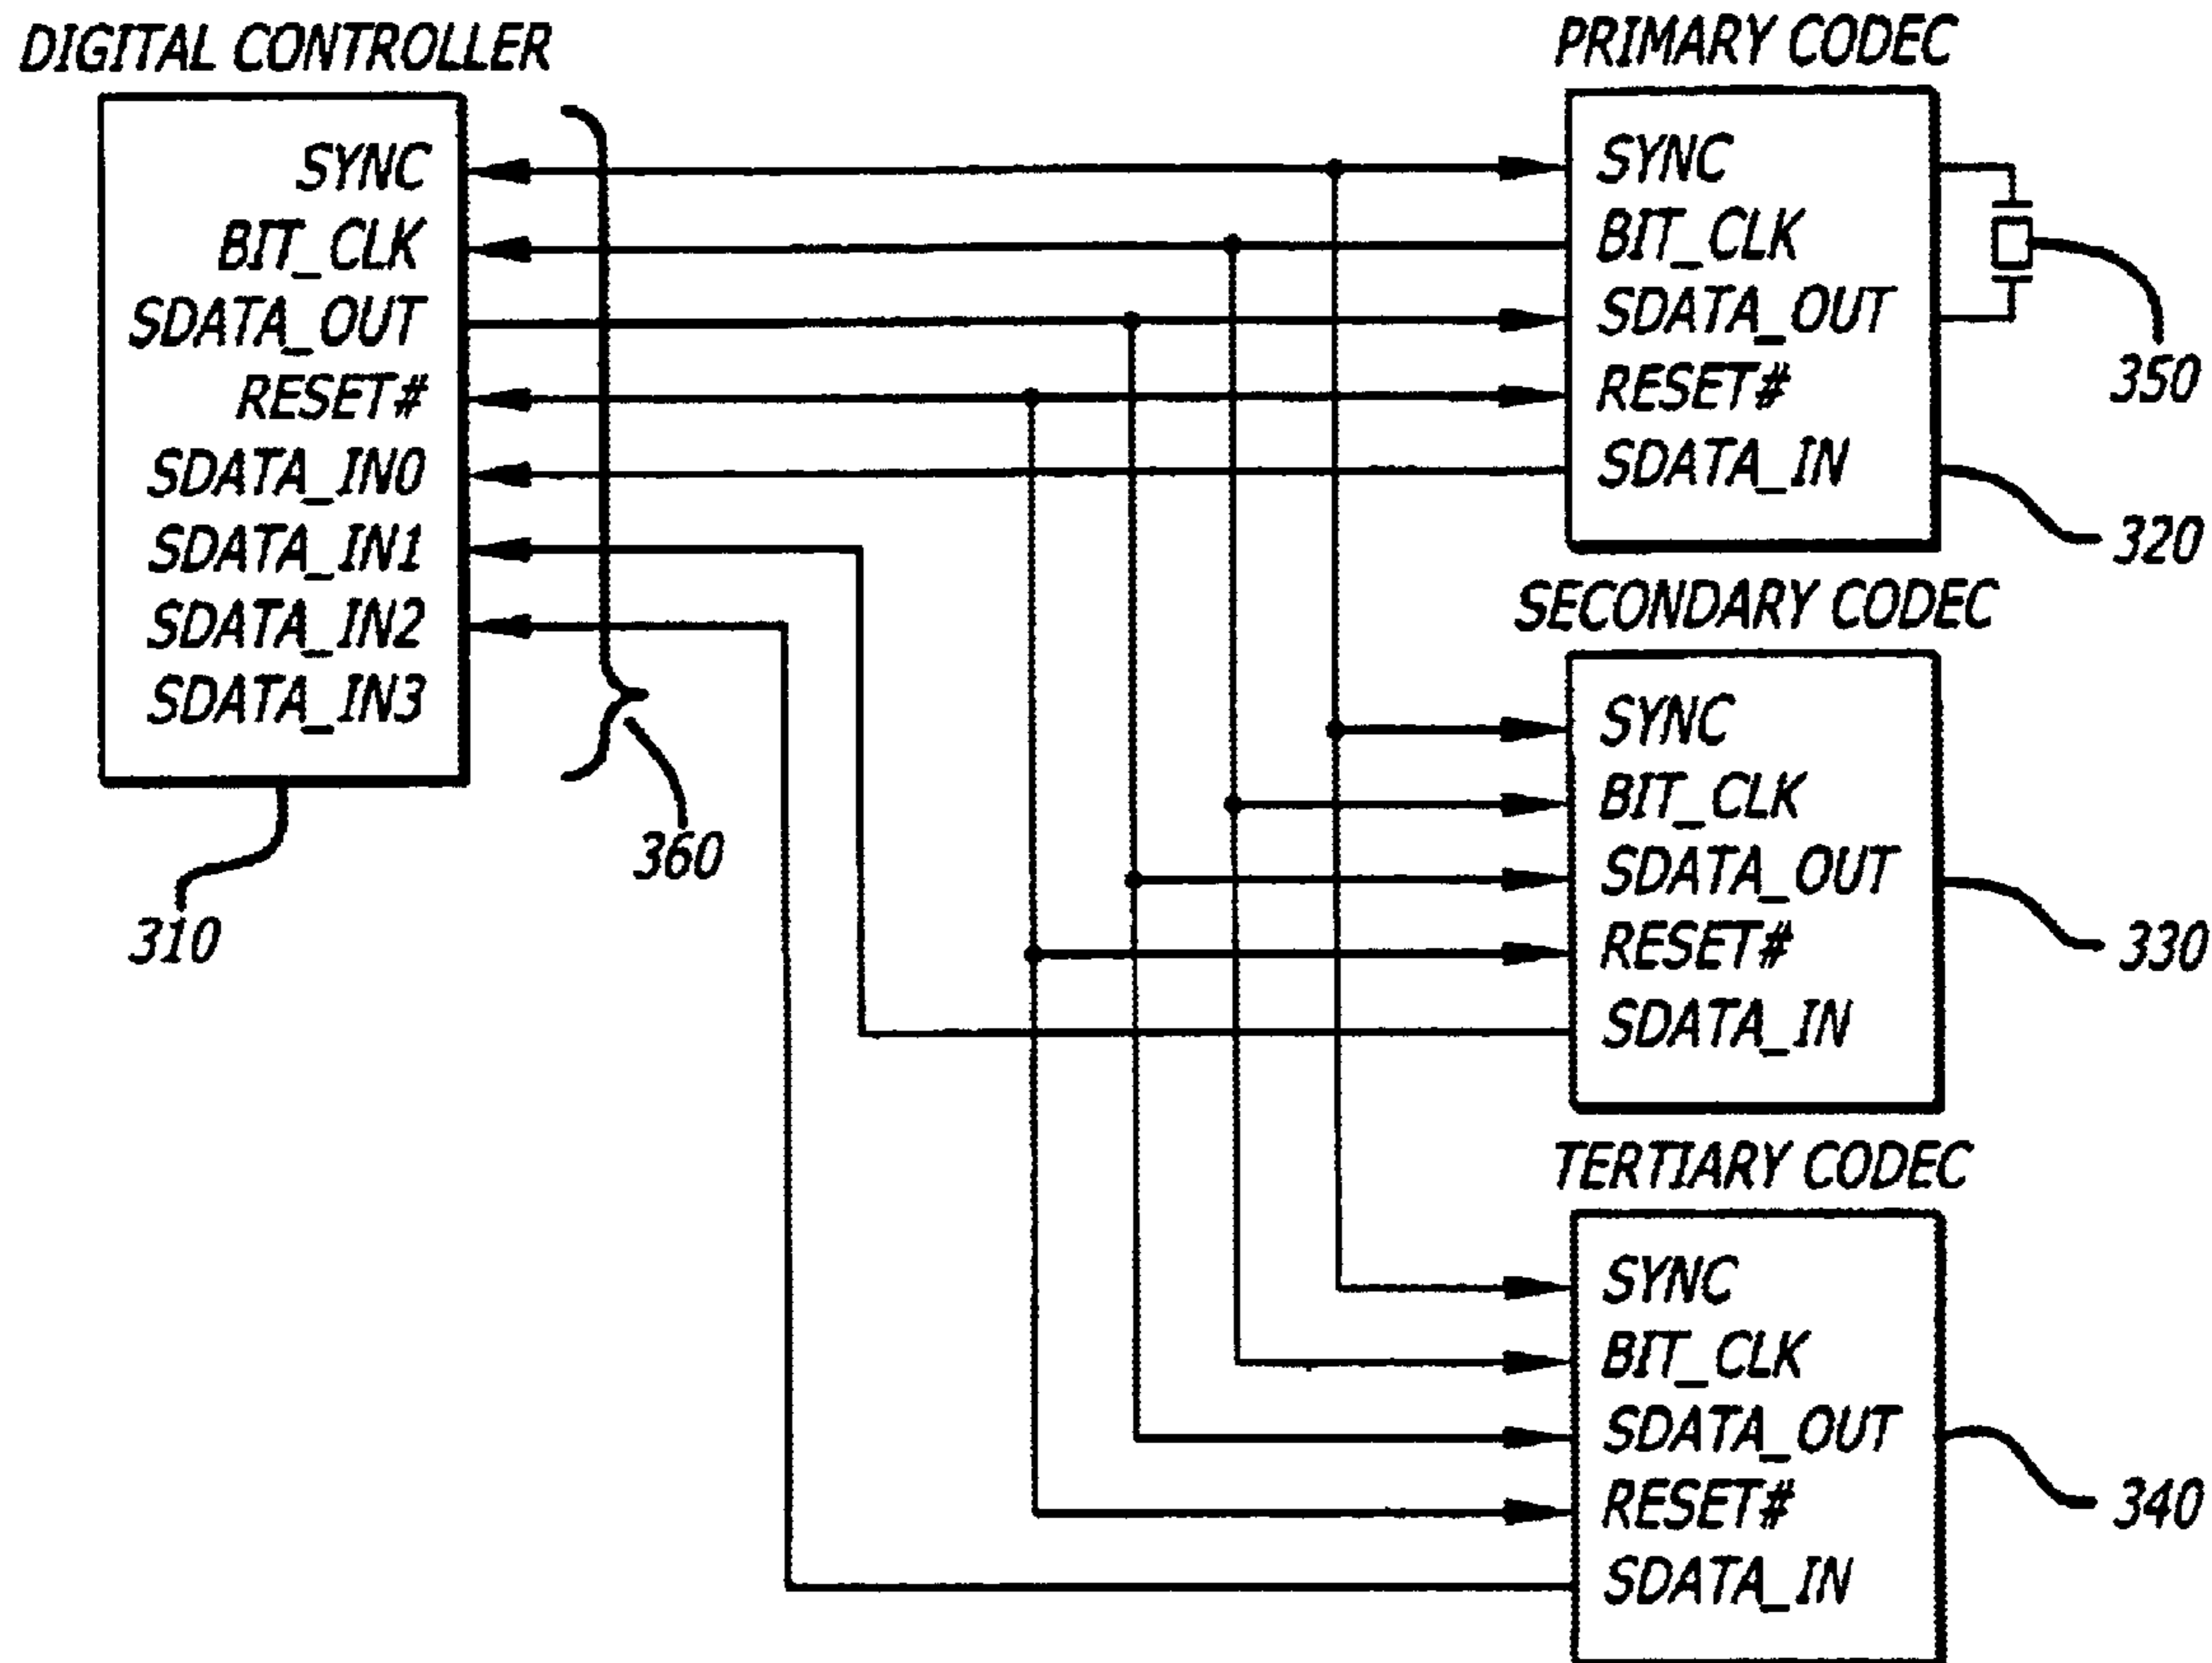 DIGITAL CONTROLLER
SYNC
BIT_CLK
SDATA_OUT
RESET#
SDATA_IN0
SDATA_IN1
SDATA_IN2
SDATA_IN3
310
360
PRIMARY CODEC
SYNC
BIT_CLK
SDATA_OUT
RESET#
SDATA_IN
350
320
SECONDARY CODEC
SYNC
BIT_CLK
SDATA_OUT
RESET#
SDATA_IN
330
TERTIARY CODEC
SYNC
BIT_CLK
SDATA_OUT
RESET#
SDATA_IN
340